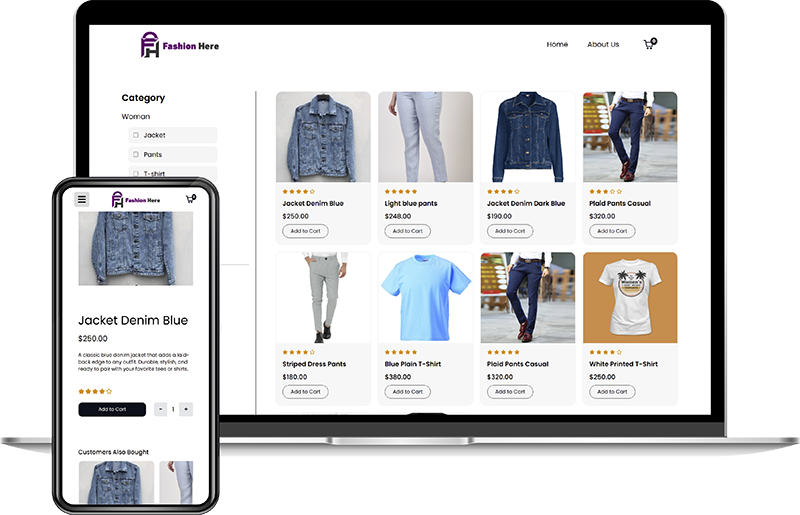 Fashion Here
Home
About Us
0
Category
Woman
Jacket
Pants
T-shirt
Jacket Denim Blue
$250.00
Add to Cart
Light blue pants
$248.00
Add to Cart
Jacket Denim Dark Blue
$190.00
Add to Cart
Plaid Pants Casual
$320.00
Add to Cart
Striped Dress Pants
$180.00
Add to Cart
Blue Plain T-Shirt
$380.00
Add to Cart
Plaid Pants Casual
$320.00
Add to Cart
White Printed T-Shirt
$250.00
Add to Cart
Fashion Here
0
Jacket Denim Blue
$250.00
A classic blue denim jacket that adds a laid-
back edge to any outfit. Durable, stylish, and
ready to pair with your favorite tees or shirts.
Add to Cart
-
1
+
Customers Also Bought